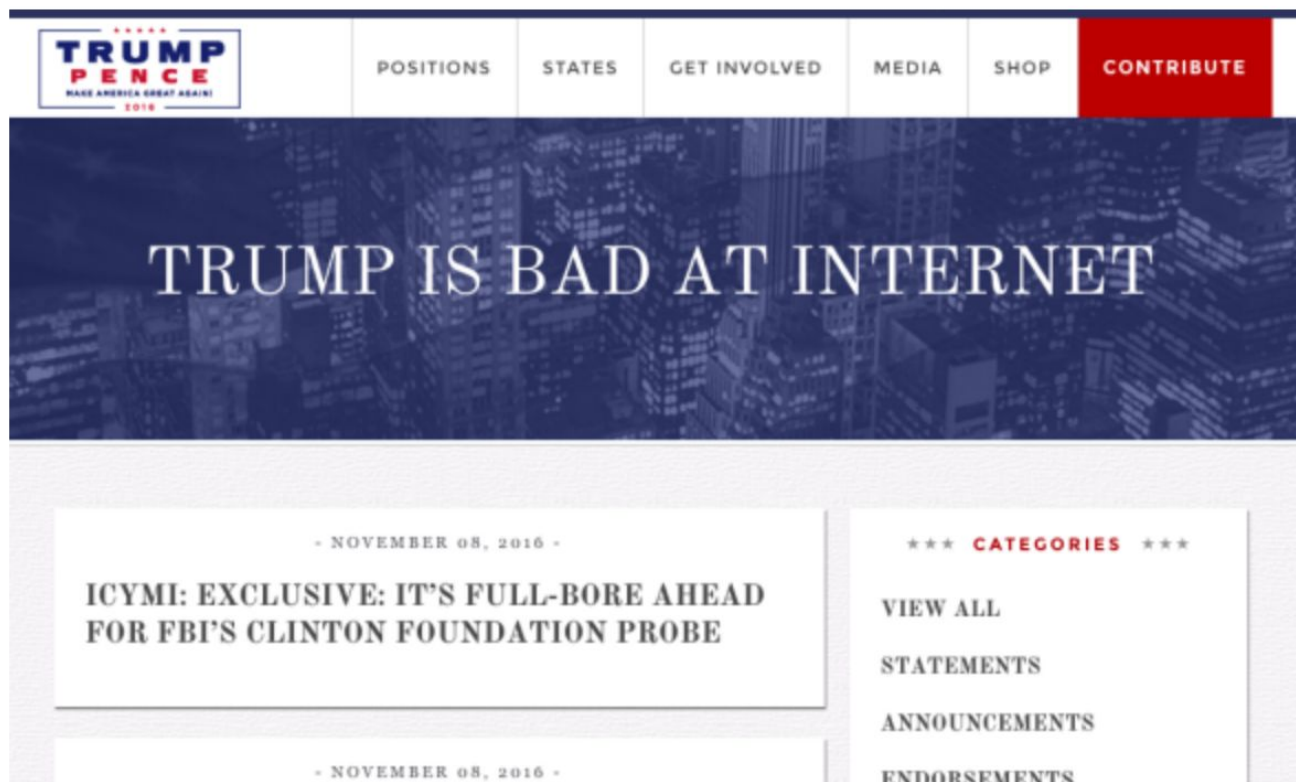 TRUMP
PENCE
MAKE AMERICA GREAT AGAIN!
2016
POSITIONS
STATES
GET INVOLVED
MEDIA
SHOP
CONTRIBUTE
TRUMP IS BAD AT INTERNET
- NOVEMBER 08, 2016 -
ICYMI: EXCLUSIVE: IT'S FULL-BORE AHEAD
FOR FBI'S CLINTON FOUNDATION PROBE
- NOVEMBER 08, 2016 -
*** CATEGORIES ***
VIEW ALL
STATEMENTS
ANNOUNCEMENTS
ENDORSEMENTS